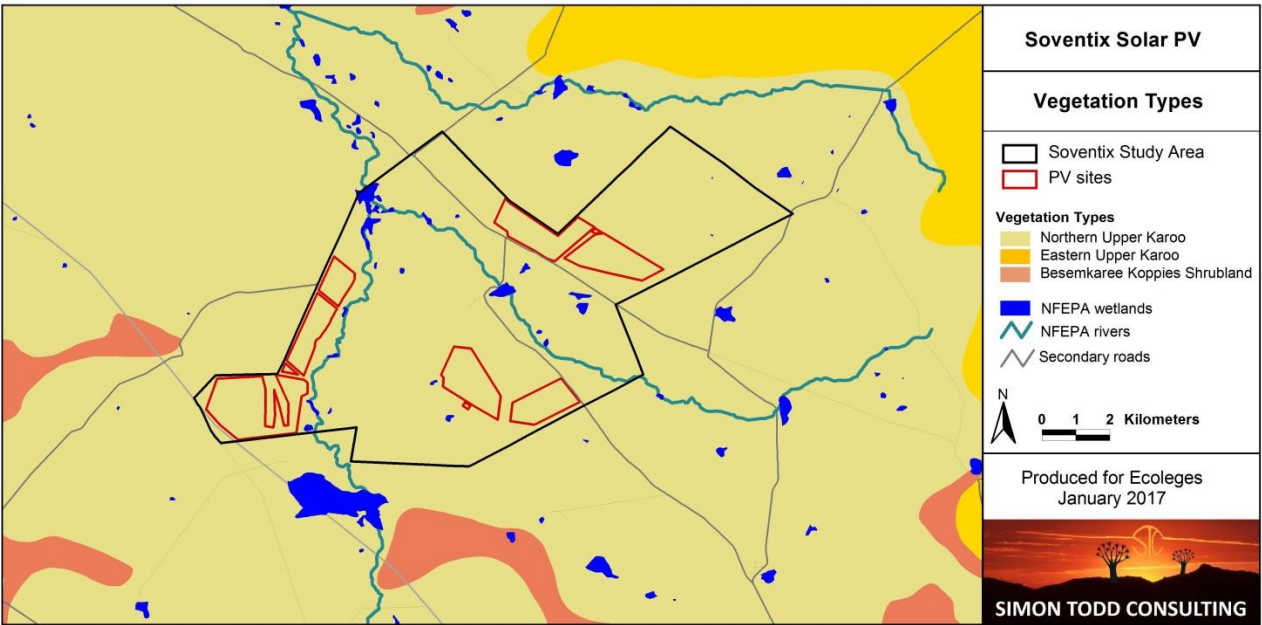 Soventix Solar PV
Vegetation Types
Soventix Study Area
PV sites
Vegetation Types
Northern Upper Karoo
Eastern Upper Karoo
Besemkaree Koppies Shrubland
NFEPA wetlands
NFEPA rivers
Secondary roads
N
0 1 2 Kilometers
Produced for Ecoleges
January 2017
STC
SIMON TODD CONSULTING